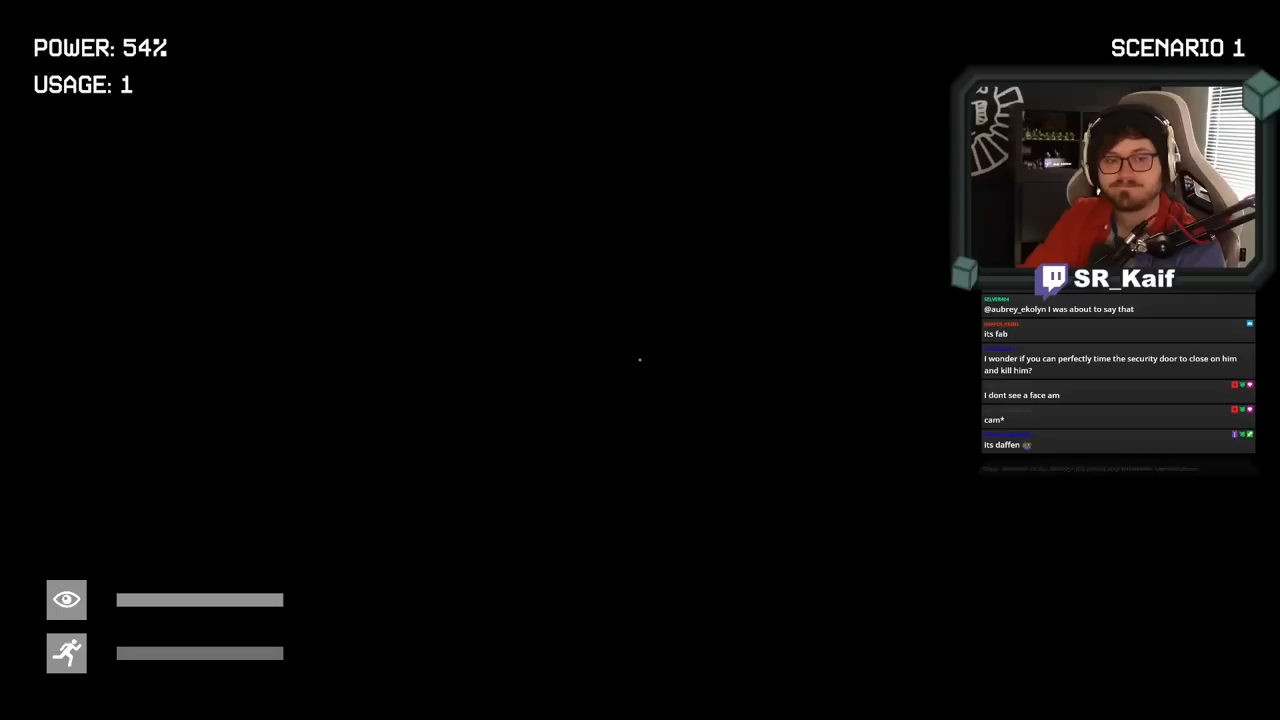 POWER: 54%
SCENARIO 1
USAGE: 1
SR_Kaif
@aubrey_ekolyn I was about to say that
its fab
I wonder if you can perfectly time the security door to close on him
and kill him?
I dont see a face am
cam*
its daffen